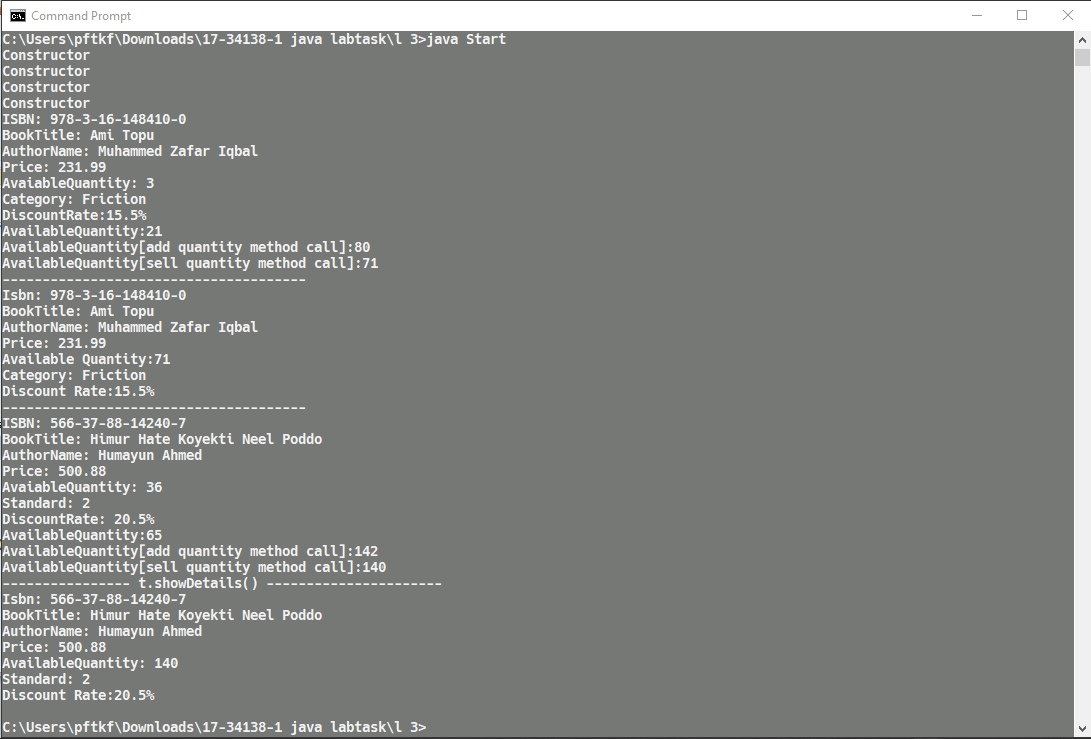 Command Prompt
C:\Users\pftkf\Downloads\17-34138-1 java labtask\l 3>java Start
Constructor
Constructor
Constructor
Constructor
ISBN: 978-3-16-148410-0
BookTitle: Ami Topu
AuthorName: Muhammed Zafar Iqbal
Price: 231.99
AvaiableQuantity: 3
Category: Friction
DiscountRate:15.5%
AvailableQuantity:21
AvailableQuantity[add quantity method call]:80
AvailableQuantity[sell quantity method call]:71
--------------------------------------
Isbn: 978-3-16-148410-0
BookTitle: Ami Topu
AuthorName: Muhammed Zafar Iqbal
Price: 231.99
Available Quantity:71
Category: Friction
Discount Rate:15.5%
--------------------------------------
ISBN: 566-37-88-14240-7
BookTitle: Himur Hate Koyekti Neel Poddo
AuthorName: Humayun Ahmed
Price: 500.88
AvaiableQuantity: 36
Standard: 2
DiscountRate: 20.5%
AvailableQuantity:65
AvailableQuantity[add quantity method call]:142
AvailableQuantity[sell quantity method call]:140
---------------- t.showDetails() ----------------------
Isbn: 566-37-88-14240-7
BookTitle: Himur Hate Koyekti Neel Poddo
AuthorName: Humayun Ahmed
Price: 500.88
AvailableQuantity: 140
Standard: 2
Discount Rate:20.5%
C:\Users\pftkf\Downloads\17-34138-1 java labtask\l 3>